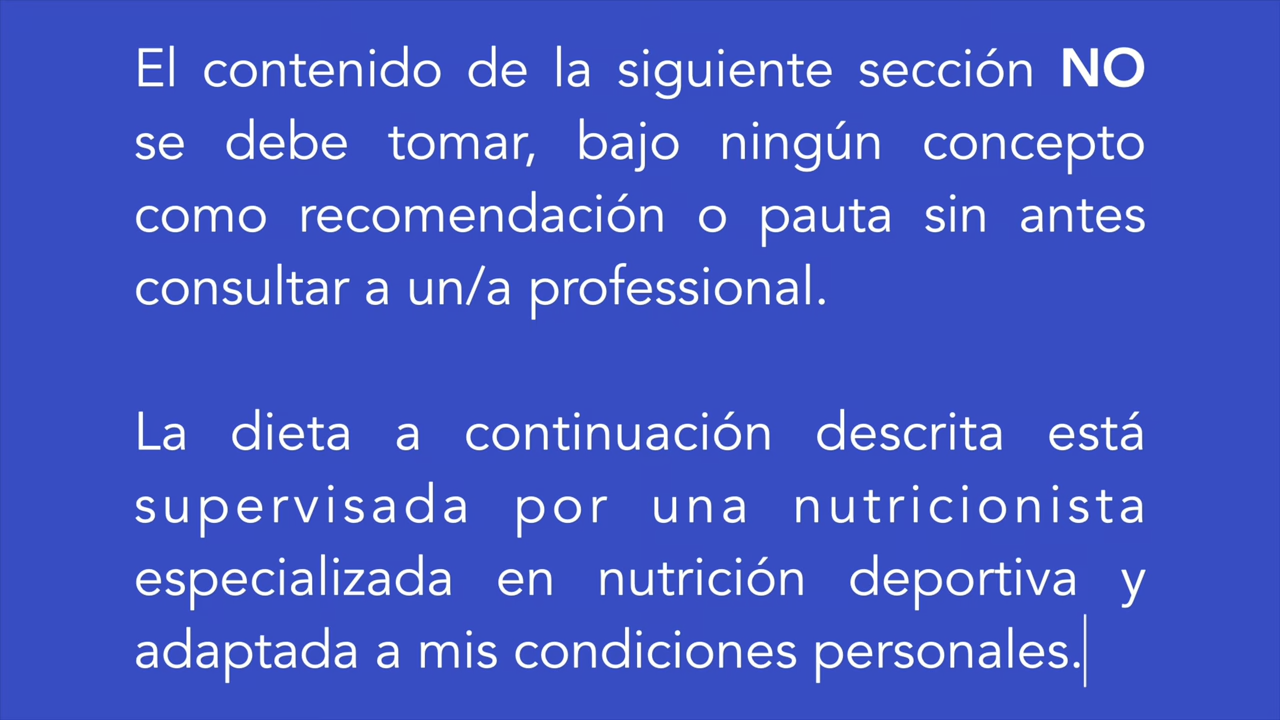 El contenido de la siguiente sección NO
se debe tomar, bajo ningún concepto
como recomendación o pauta sin antes
consultar a un/a professional.
La dieta a continuación descrita está
supervisada por una nutricionista
especializada en nutrición deportiva y
adaptada a mis condiciones personales.